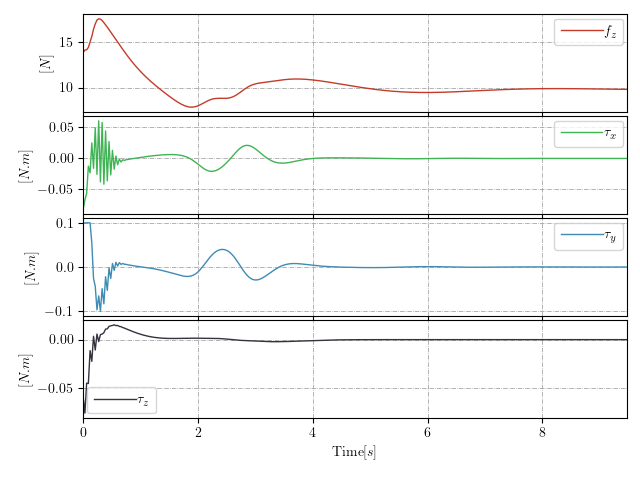 15
10
[N]
f_z
0.05
0.00
−0.05
[N.m]
τ_x
0.1
0.0
−0.1
[N.m]
τ_y
0.00
−0.05
[N.m]
τ_z
0 2 4 6 8
Time[s]